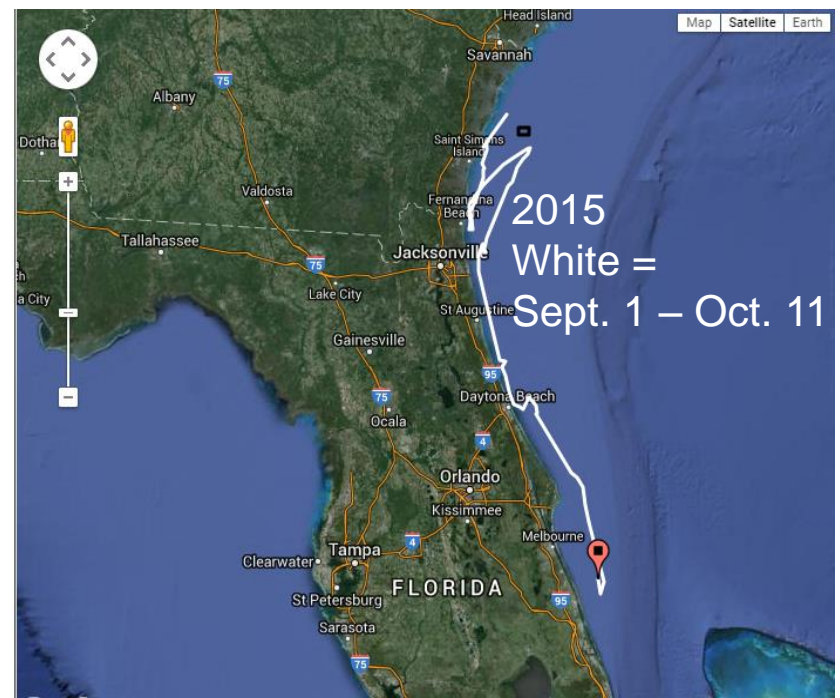 Head Island
Map Satellite Earth
Savannah
75
Albany
Dotha
Saint Simons
Island
Valdosta
Fernandina
Beach
2015
White =
Sept. 1 – Oct. 11
Tallahassee
Jacksonville
75
Lake City
a City
St Augustine
Gainesville
95
75
Daytona Beach
Ocala
4
Orlando
Kissimmee
Melbourne
4
Tampa
Clearwater
FLORIDA
St Petersburg
95
Sarasota
75